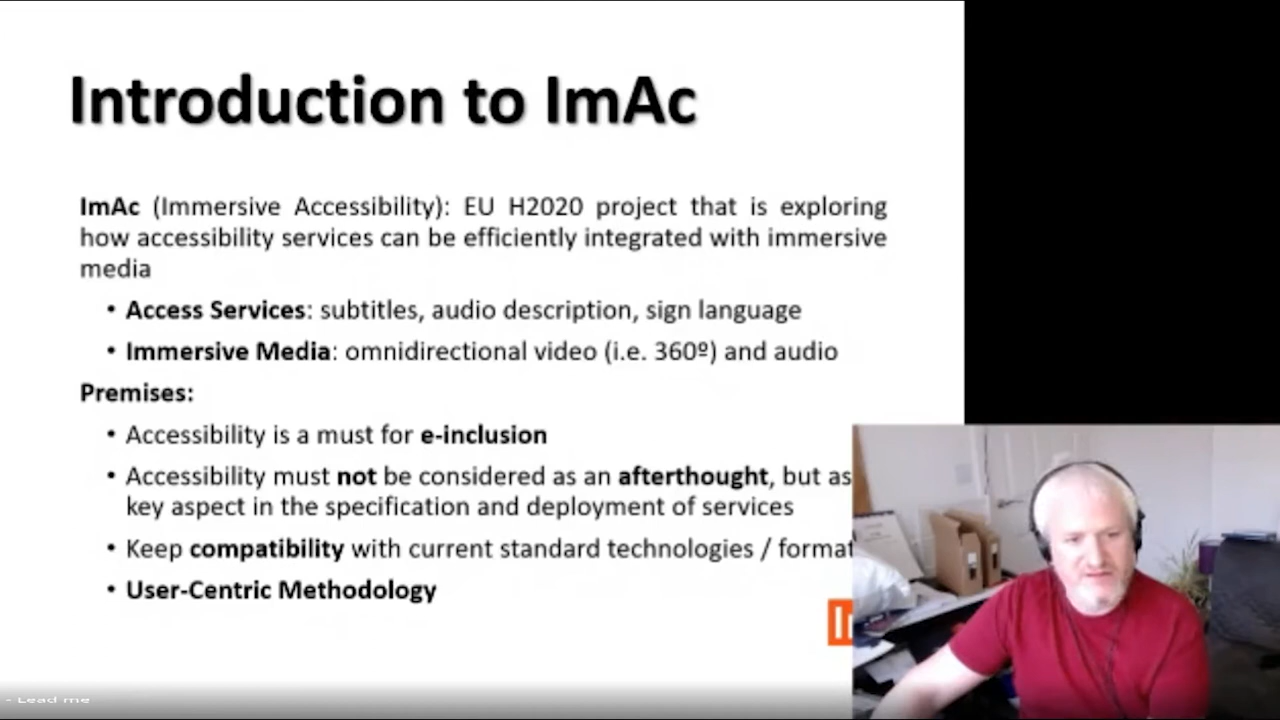 Introduction to ImAc
ImAc (Immersive Accessibility): EU H2020 project that is exploring
how accessibility services can be efficiently integrated with immersive
media
• Access Services: subtitles, audio description, sign language
• Immersive Media: omnidirectional video (i.e. 360º) and audio
Premises:
• Accessibility is a must for e-inclusion
• Accessibility must not be considered as an afterthought, but as
key aspect in the specification and deployment of services
• Keep compatibility with current standard technologies / format
• User-Centric Methodology
- Lead me